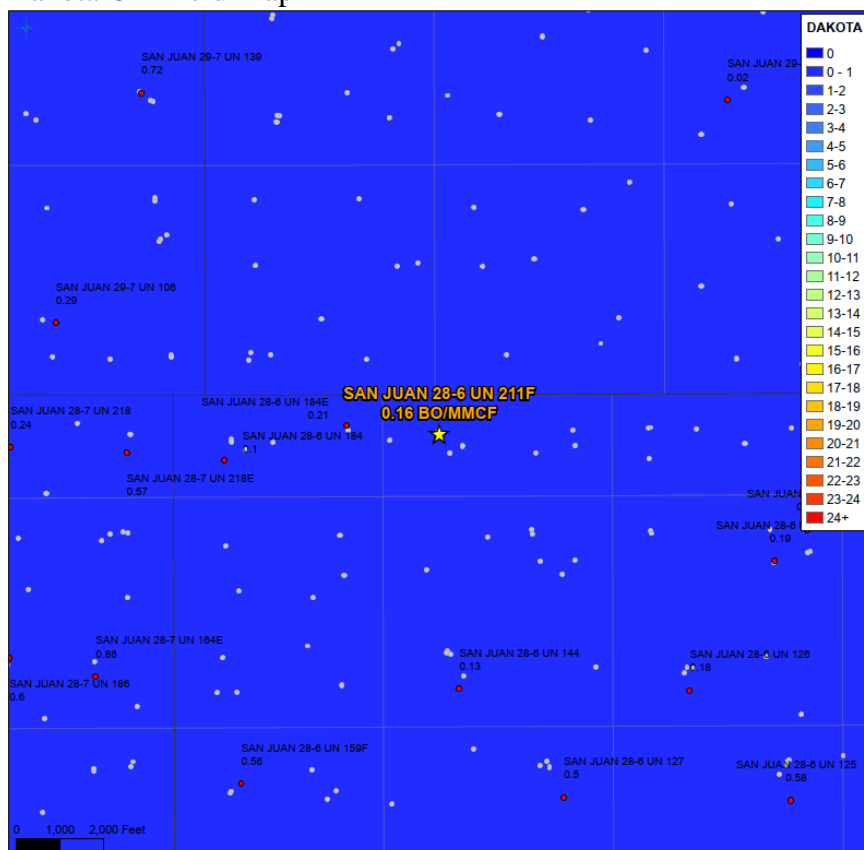 DAKOTA
0
0 - 1
1-2
2-3
3-4
4-5
5-6
6-7
7-8
8-9
9-10
10-11
11-12
12-13
13-14
14-15
15-16
16-17
17-18
18-19
19-20
20-21
21-22
22-23
23-24
24+
SAN JUAN 29-7 UN 139
0.72
SAN JUAN 29-
0.02
SAN JUAN 29-7 UN 106
0.29
SAN JUAN 28-6 UN 211F
0.16 BO/MMCF
SAN JUAN 28-6 UN 184E
0.21
SAN JUAN 28-7 UN 218
0.24
SAN JUAN 28-6 UN 184
SAN JUAN 28-7 UN 218E
0.57
SAN JUAN
SAN JUAN 28-6
0.19
SAN JUAN 28-7 UN 164E
0.86
SAN JUAN 28-7 UN 186
0.6
SAN JUAN 28-6 UN 144
0.13
SAN JUAN 28-6 UN 126
0.18
SAN JUAN 28-6 UN 159F
0.56
SAN JUAN 28-6 UN 127
0.5
SAN JUAN 28-6 UN 125
0.58
0 1,000 2,000 Feet